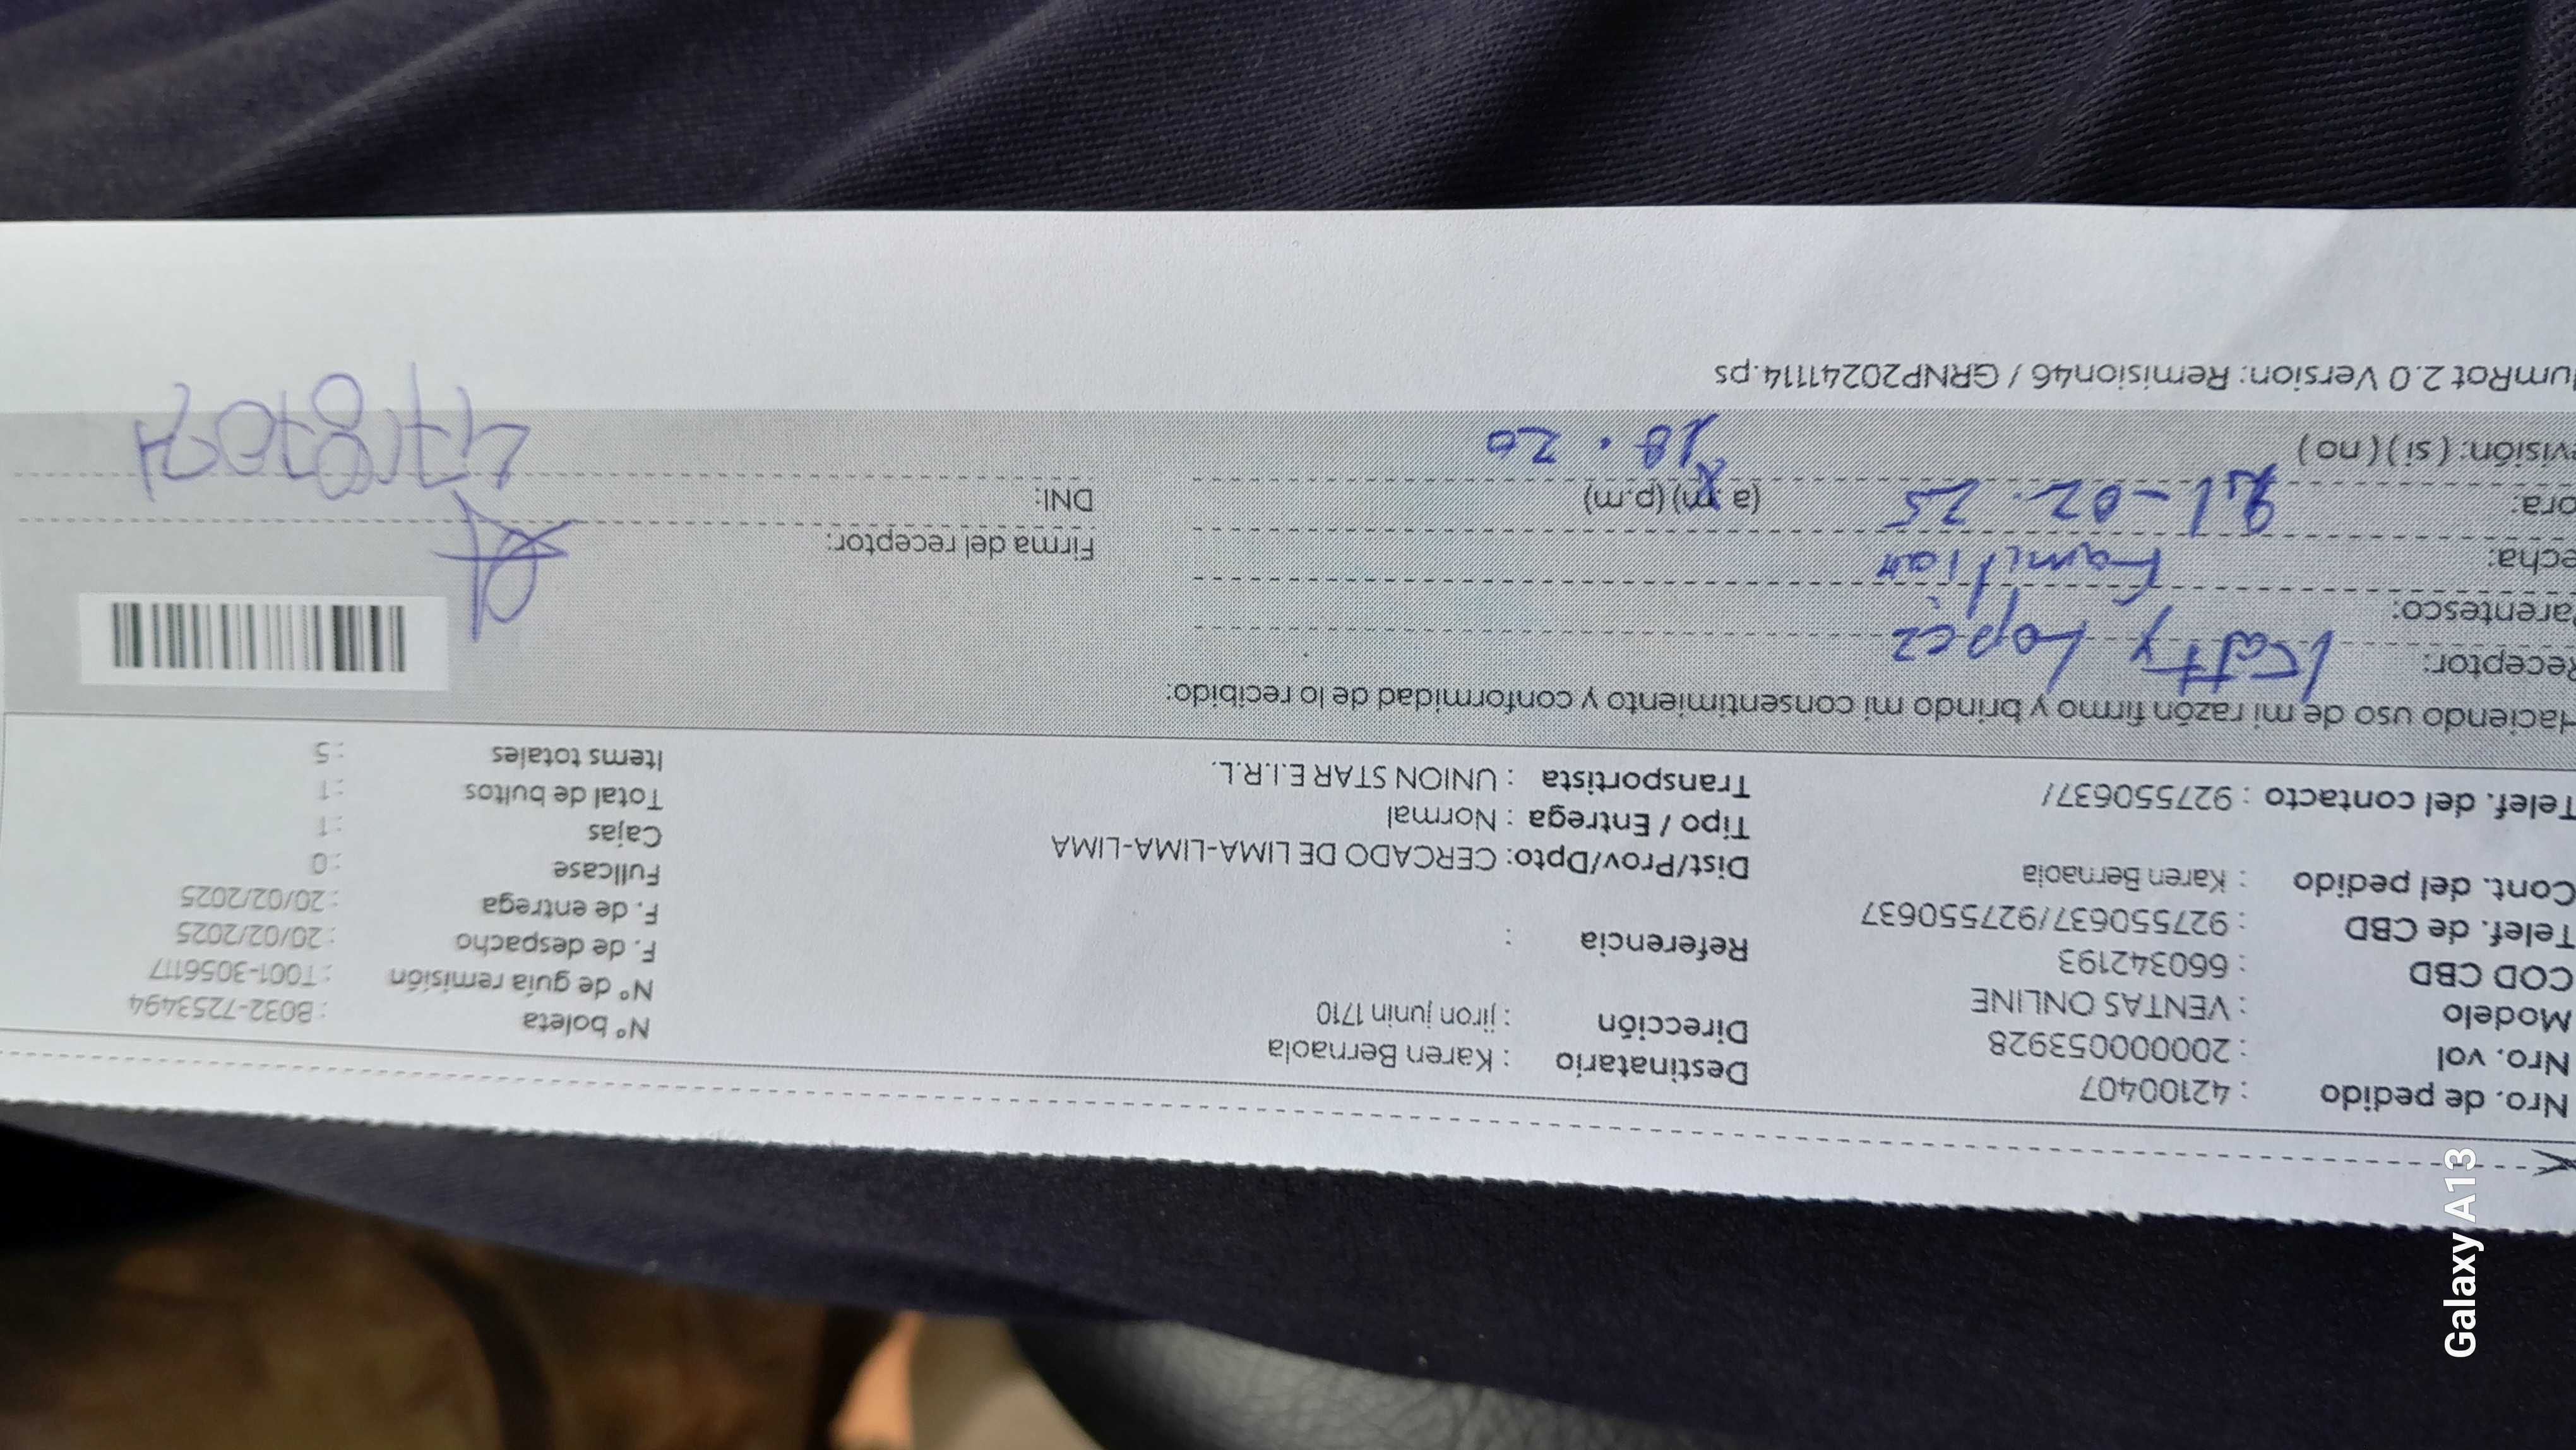 Nro. de pedido : 42100407
Nro. vol : 20000053928
Modelo : VENTAS ONLINE
COD CBD : 660342193
Telef. de CBD : 927550637/927550637
Cont. del pedido : Karen Bernaola
Telef. del contacto : 927550637/
Destinatario : Karen Bernaola
Dirección : jiron junin 1710
Referencia :
Dist/Prov/Dpto: CERCADO DE LIMA-LIMA-LIMA
Tipo / Entrega : Normal
Transportista : UNION STAR E.I.R.L.
N° boleta : B032-7253494
N° de guía remisión : T001-3056117
F. de despacho : 20/02/2025
F. de entrega : 20/02/2025
Fullcase : 0
Cajas : 1
Total de bultos : 1
Items totales : 5
Haciendo uso de mi razón firmo y brindo mi consentimiento y conformidad de lo recibido:
Receptor: Katty Lopez
Parentesco: Familiar
echa: 21-02-25
ora: (a.m) (p.m) 18.20
evisión: ( si ) ( no )
Firma del receptor:
DNI:
umRot 2.0 Version: Remision46 / GRNP20241114.ps
Galaxy A13